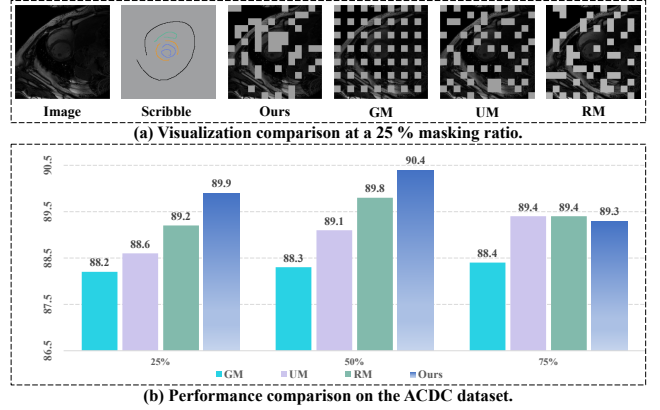 Image Scribble Ours GM UM RM
(a) Visualization comparison at a 25 % masking ratio.
90.5
89.5
88.5
87.5
86.5
88.2 88.6 89.2 89.9
88.3 89.1 89.8 90.4
88.4 89.4 89.4 89.3
25% 50% 75%
GM UM RM Ours
(b) Performance comparison on the ACDC dataset.